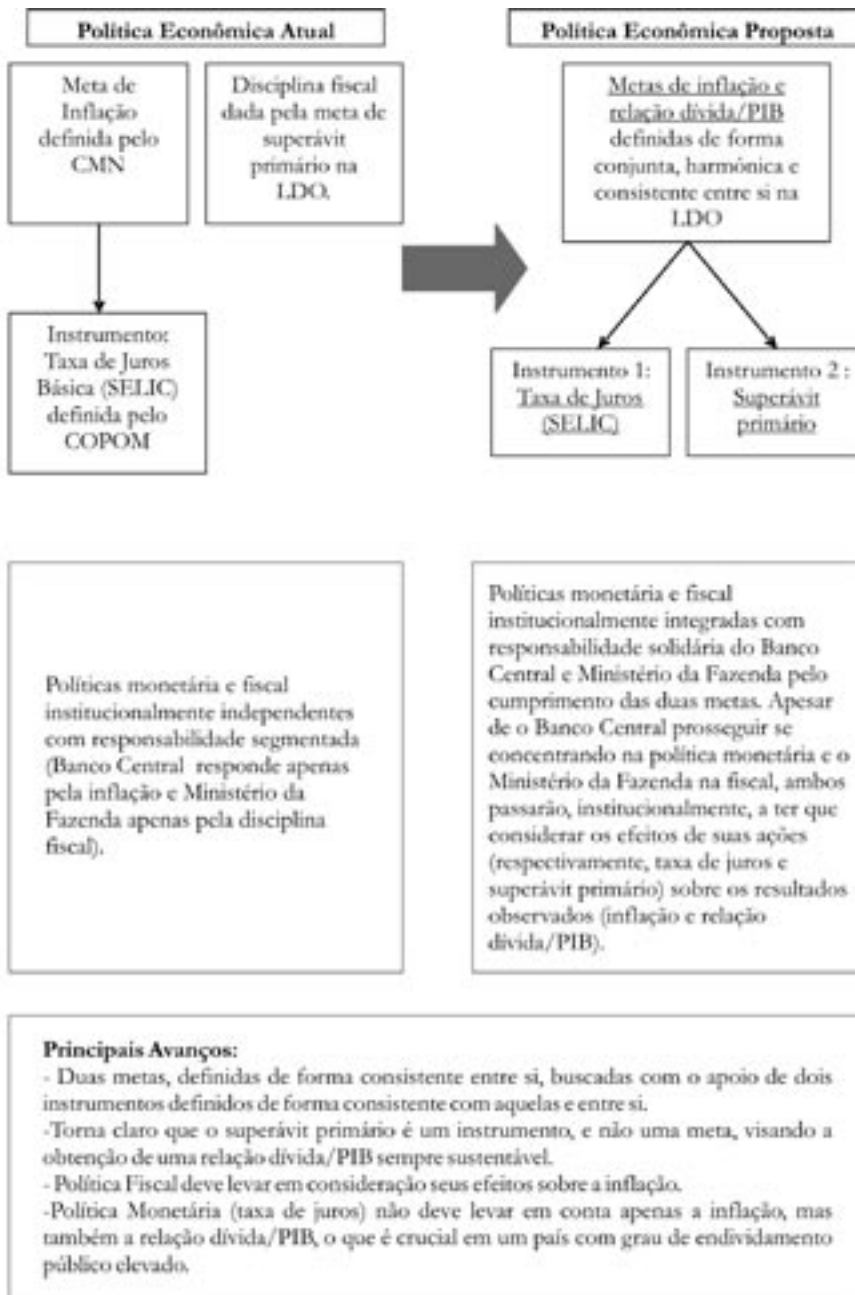 Política Econômica Atual
Política Econômica Proposta
Meta de
Inflação
definida pelo
CMN
Disciplina fiscal
dada pela meta de
superávit
primário na
LDO.
Metas de inflação e
relação dívida/PIB
definidas de forma
conjunta, harmônica e
consistente entre si na
LDO
Instrumento:
Taxa de Juros
Básica (SELIC)
definida pelo
COPOM
Instrumento 1:
Taxa de Juros
(SELIC)
Instrumento 2 :
Superávit
primário
Políticas monetária e fiscal
institucionalmente independentes
com responsabilidade segmentada
(Banco Central responde apenas
pela inflação e Ministério da
Fazenda apenas pela disciplina
fiscal).
Políticas monetária e fiscal
institucionalmente integradas com
responsabilidade solidária do Banco
Central e Ministério da Fazenda pelo
cumprimento das duas metas. Apesar
de o Banco Central prosseguir se
concentrando na política monetária e o
Ministério da Fazenda na fiscal, ambos
passarão, institucionalmente, a ter que
considerar os efeitos de suas ações
(respectivamente, taxa de juros e
superávit primário) sobre os resultados
observados (inflação e relação
dívida/PIB).
Principais Avanços:
- Duas metas, definidas de forma consistente entre si, buscadas com o apoio de dois
instrumentos definidos de forma consistente com aquelas e entre si.
-Torna claro que o superávit primário é um instrumento, e não uma meta, visando a
obtenção de uma relação dívida/PIB sempre sustentável.
- Política Fiscal deve levar em consideração seus efeitos sobre a inflação.
-Política Monetária (taxa de juros) não deve levar em conta apenas a inflação, mas
também a relação dívida/PIB, o que é crucial em um país com grau de endividamento
público elevado.